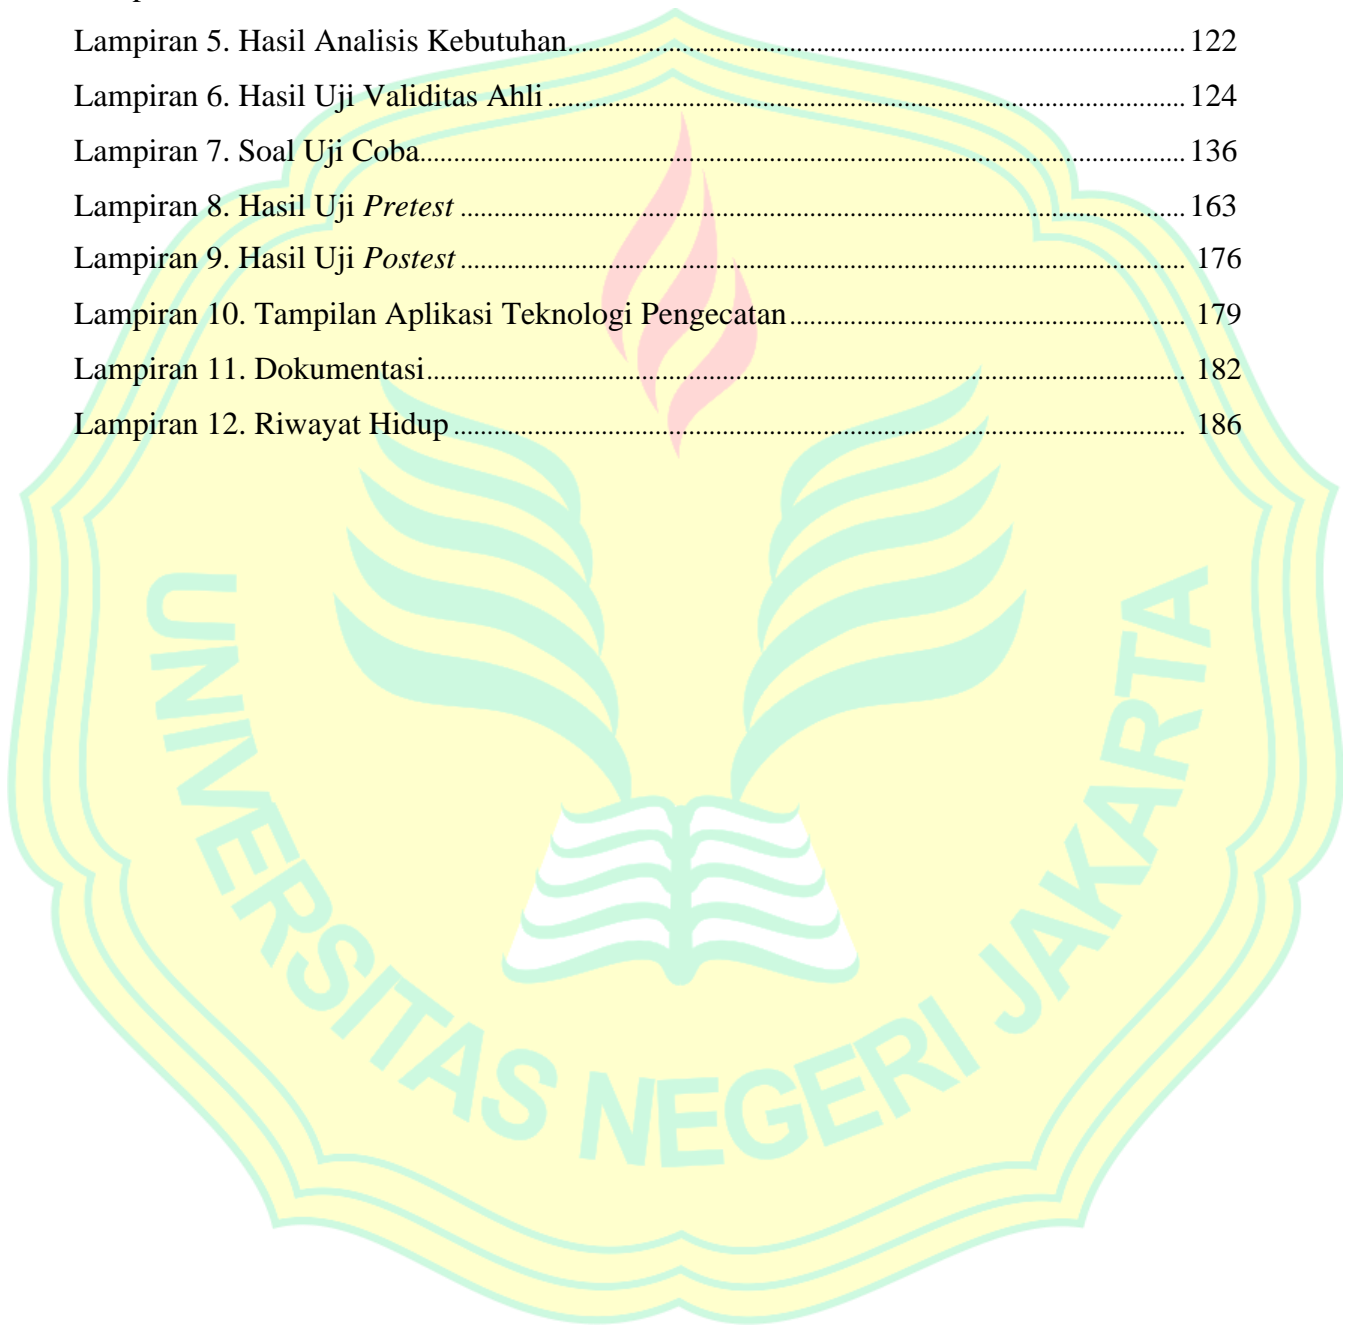 Lampiran 5. Hasil Analisis Kebutuhan........................................................................................................ 122
Lampiran 6. Hasil Uji Validitas Ahli ........................................................................................................... 124
Lampiran 7. Soal Uji Coba................................................................................................................................. 136
Lampiran 8. Hasil Uji Pretest ......................................................................................................................... 163
Lampiran 9. Hasil Uji Postest ......................................................................................................................... 176
Lampiran 10. Tampilan Aplikasi Teknologi Pengecatan.................................................................. 179
Lampiran 11. Dokumentasi................................................................................................................................ 182
Lampiran 12. Riwayat Hidup ........................................................................................................................... 186
UNIVERSITAS NEGERI JAKARTA